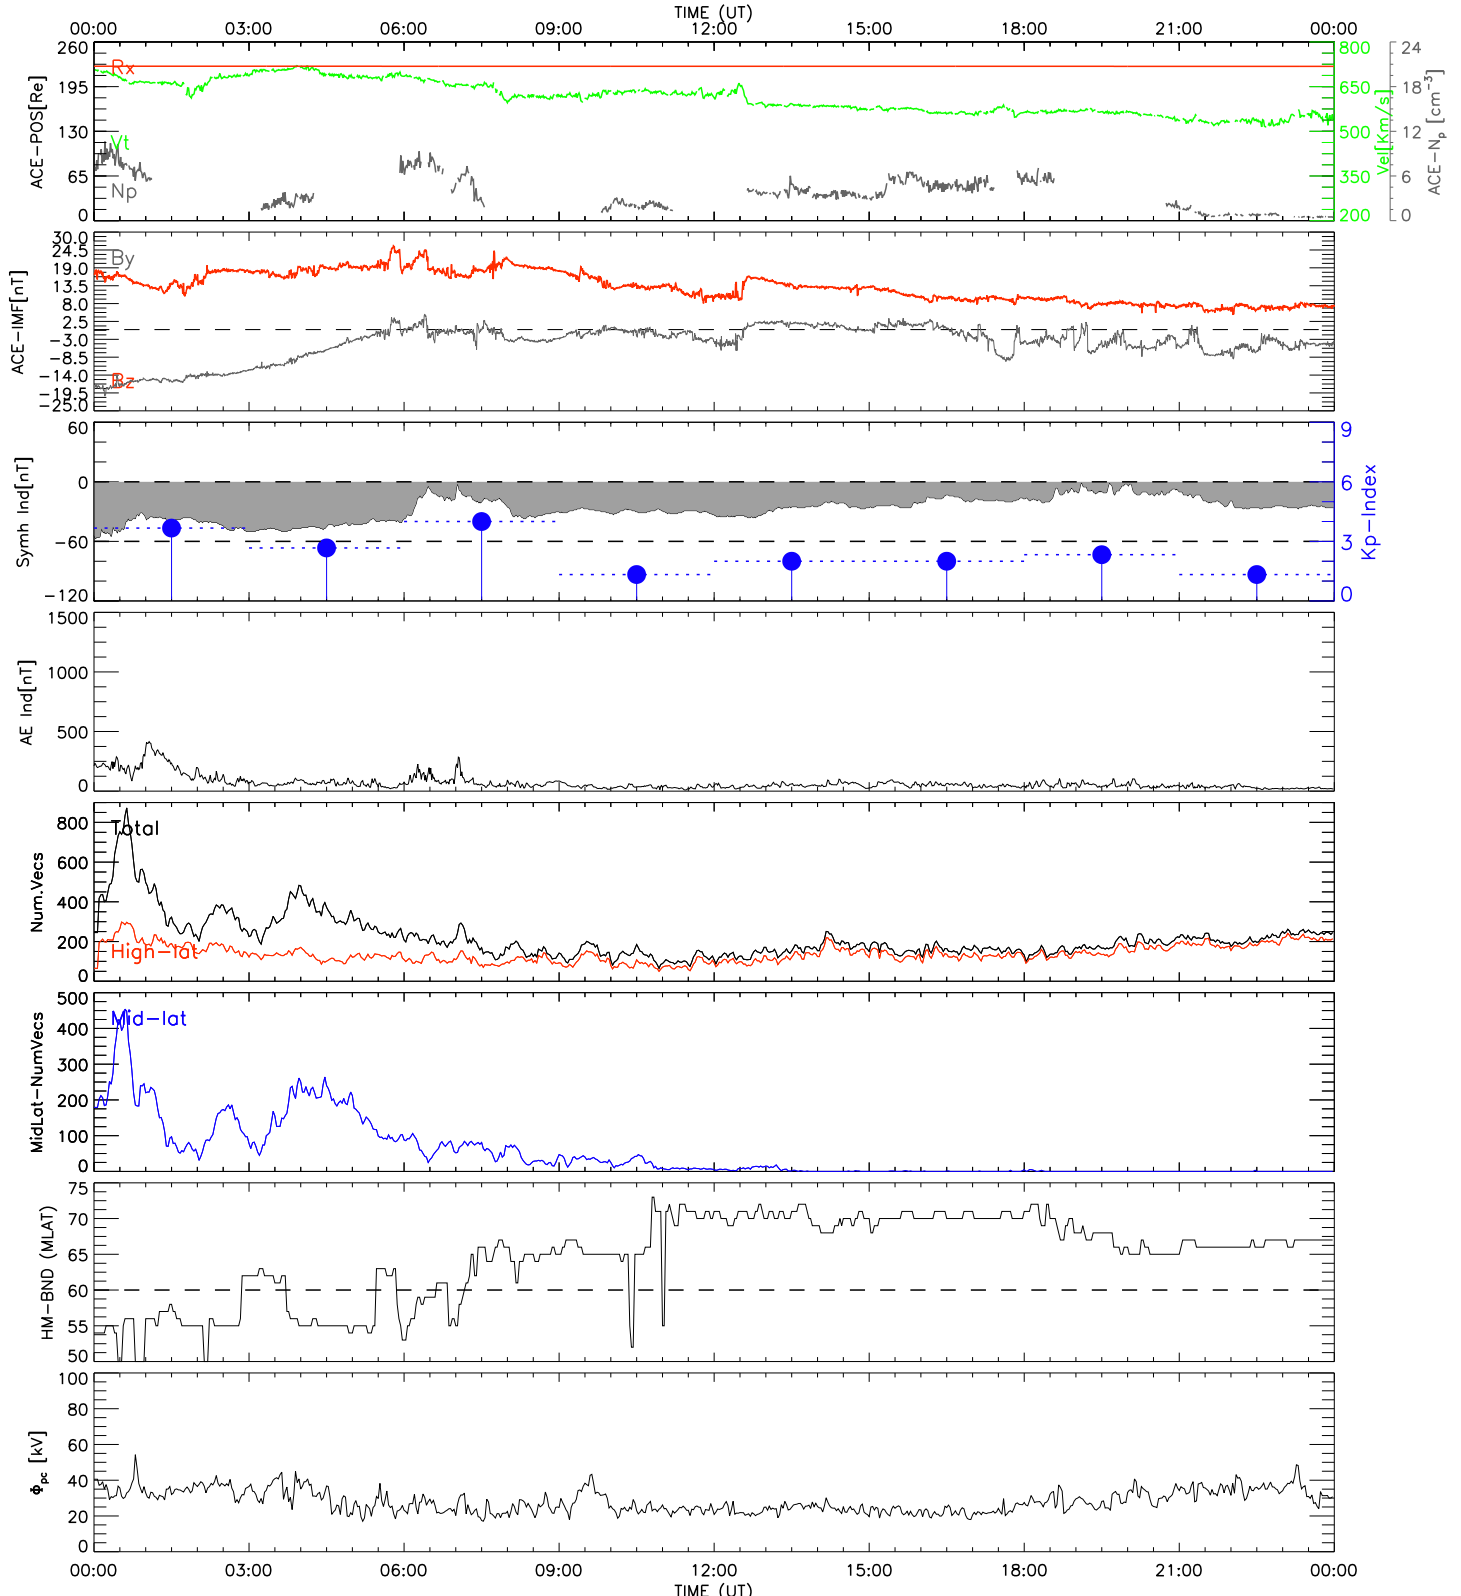 TIME (UT)
00:00 03:00 06:00 09:00 12:00 15:00 18:00 21:00 00:00
260 195 130 65 0
ACE-POS[Re]
Rx
Vt
Np
800 650 500 350 200
Vel[Km/s]
24 18 12 6 0
ACE-Np [cm-3]
30.0 24.5 19.0 13.5 8.0 2.5 -3.0 -8.5 -14.0 -19.5 -25.0
ACE-IMF[nT]
By
Bz
60 0 -60 -120
Symh Ind[nT]
9 6 3 0
Kp-Index
1500 1000 500 0
AE Ind[nT]
800 600 400 200 0
Num.Vecs
Total
High-lat
500 400 300 200 100 0
MidLat-NumVecs
Mid-lat
75 70 65 60 55 50
HM-BND (MLAT)
100 80 60 40 20 0
Φpc [kV]
00:00 03:00 06:00 09:00 12:00 15:00 18:00 21:00 00:00
TIME (UT)